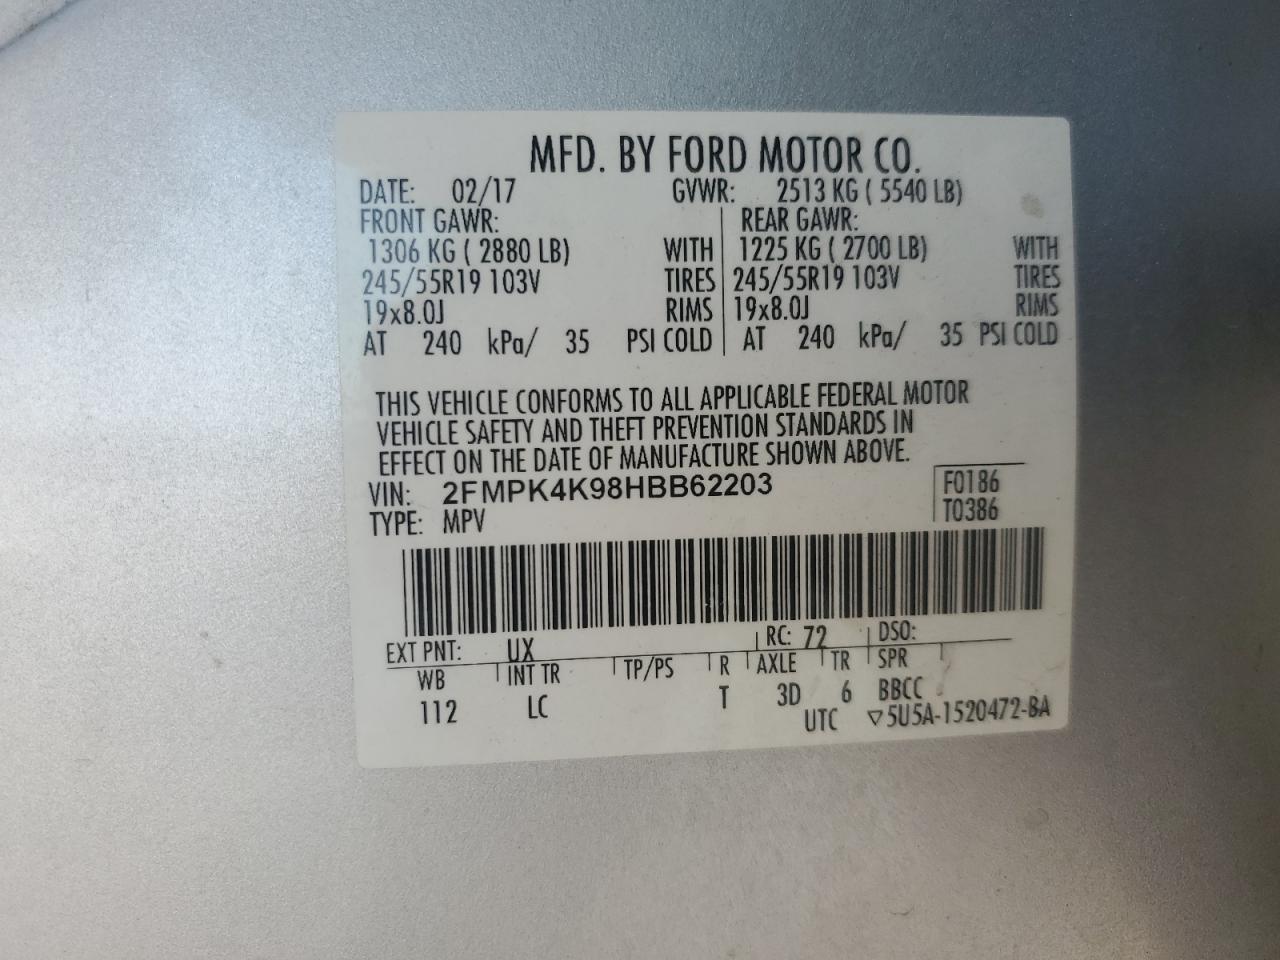 MFD. BY FORD MOTOR CO.
DATE: 02/17 GVWR: 2513 KG ( 5540 LB)
FRONT GAWR: REAR GAWR:
1306 KG ( 2880 LB) WITH 1225 KG ( 2700 LB) WITH
245/55R19 103V TIRES 245/55R19 103V TIRES
19x8.0J RIMS 19x8.0J RIMS
AT 240 kPa/ 35 PSI COLD AT 240 kPa/ 35 PSI COLD
THIS VEHICLE CONFORMS TO ALL APPLICABLE FEDERAL MOTOR
VEHICLE SAFETY AND THEFT PREVENTION STANDARDS IN
EFFECT ON THE DATE OF MANUFACTURE SHOWN ABOVE.
VIN: 2FMPK4K98HBB62203 F0186
TYPE: MPV T0386
EXT PNT: UX RC: 72 DSO:
WB INT TR TP/PS R AXLE TR SPR
112 LC T 3D 6 BBCC
UTC ▽5U5A-1520472-BA